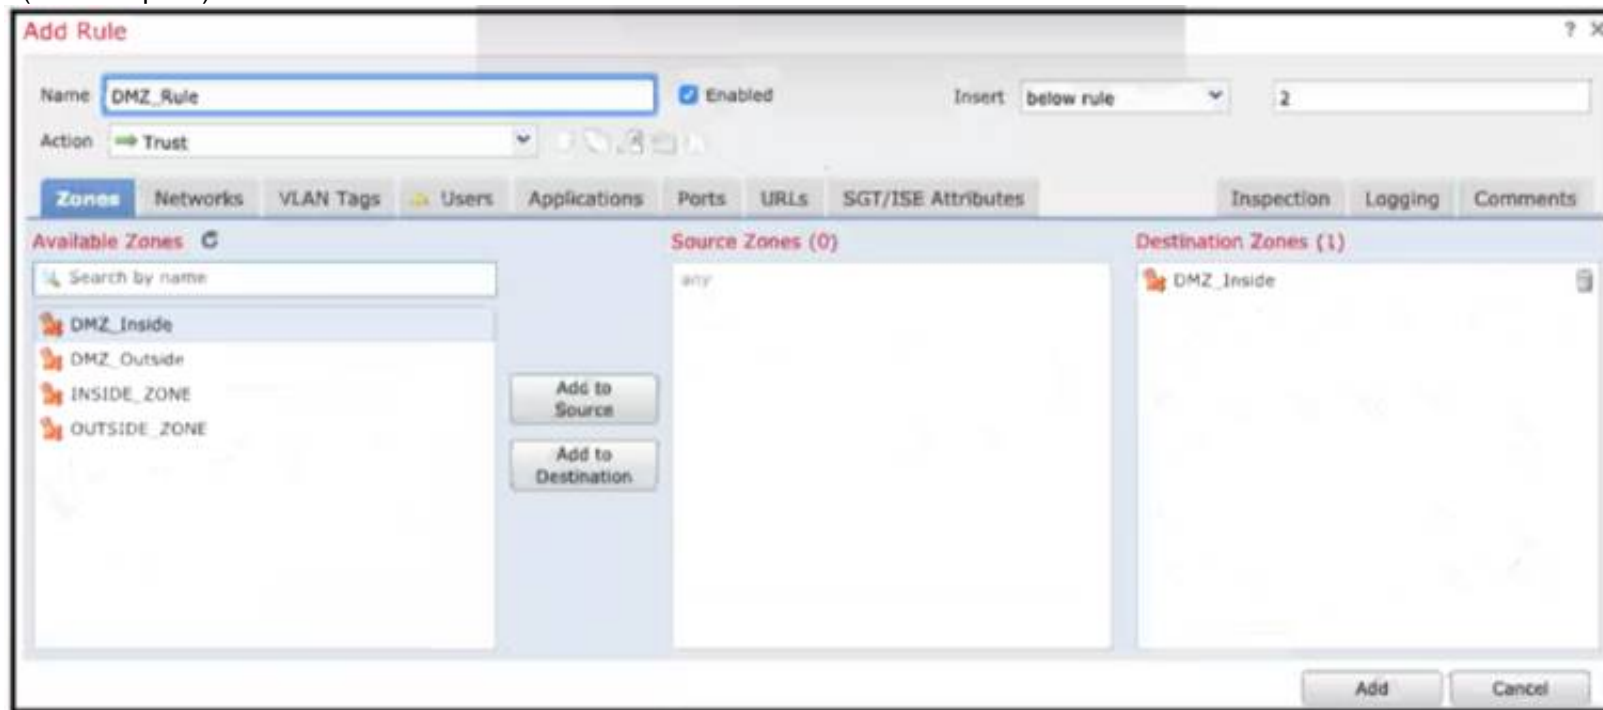 Add Rule ? X
Name DMZ_Rule Enabled Insert below rule 2
Action Trust
Zones Networks VLAN Tags Users Applications Ports URLs SGT/ISE Attributes Inspection Logging Comments
Available Zones Source Zones (0) Destination Zones (1)
Search by name any DMZ_Inside
DMZ_Inside
DMZ_Outside
INSIDE_ZONE
OUTSIDE_ZONE
Add to
Source
Add to
Destination
Add Cancel